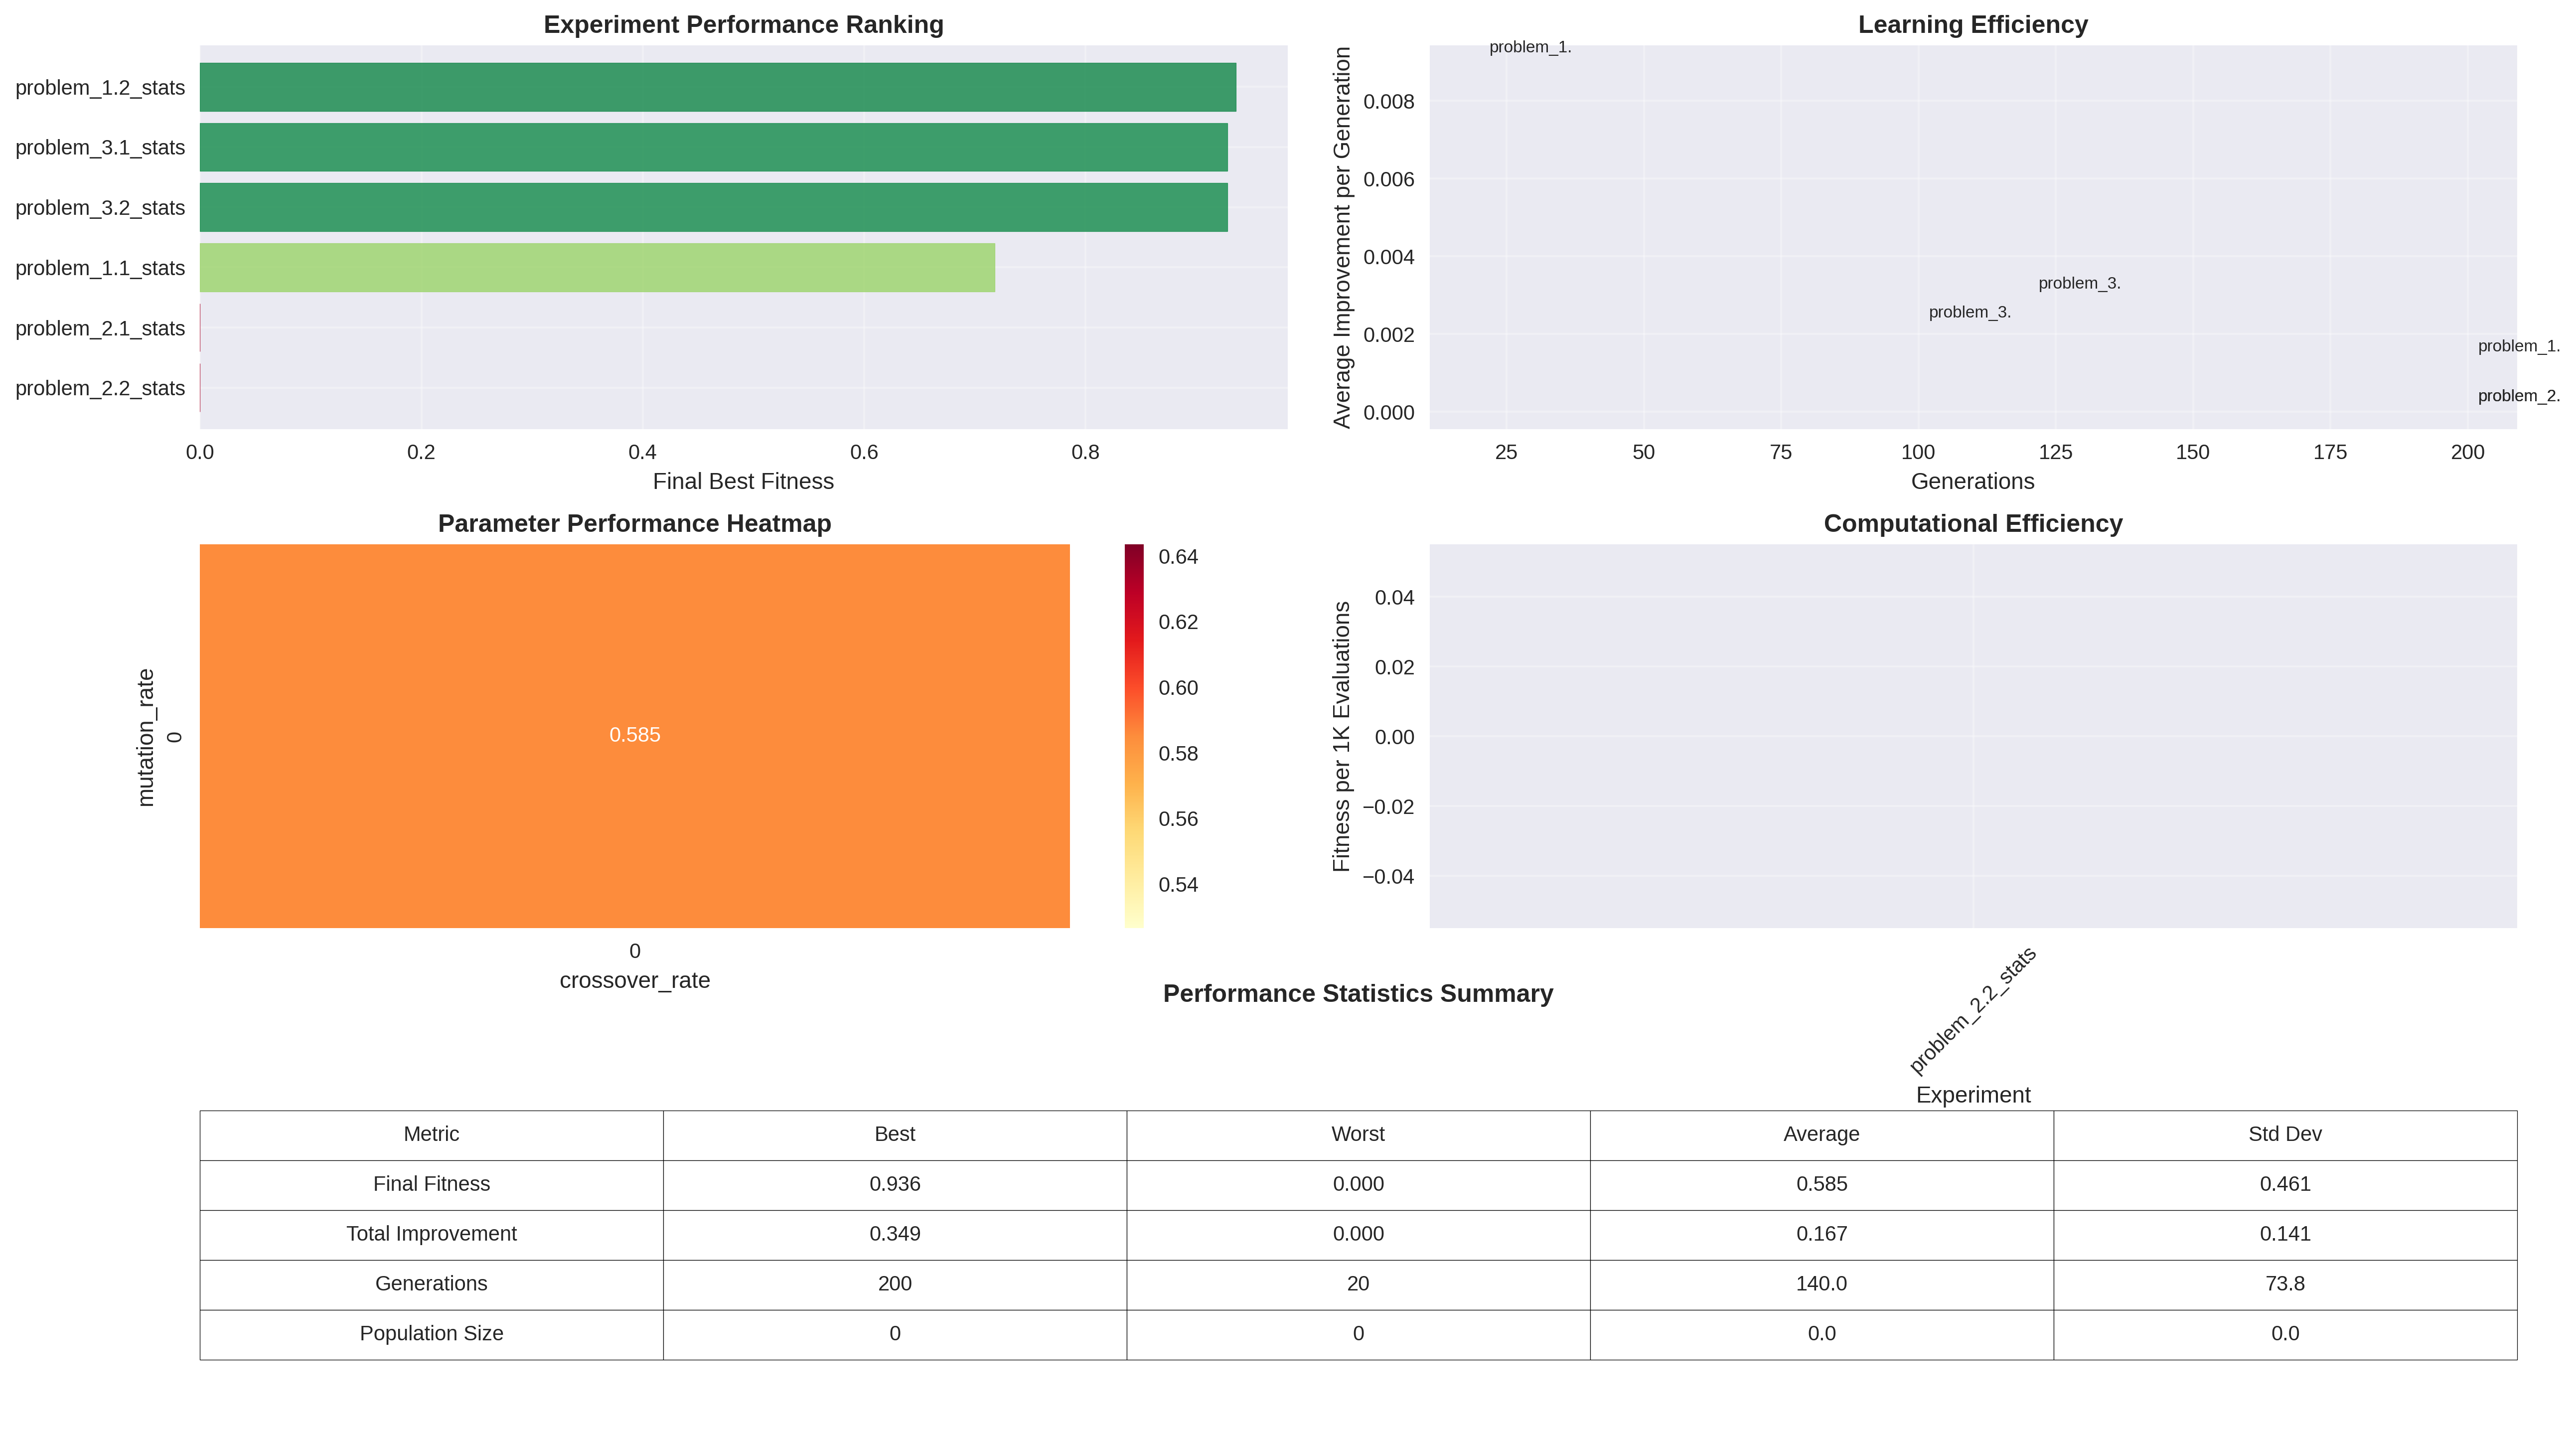 Experiment Performance Ranking
problem_1.2_stats
problem_3.1_stats
problem_3.2_stats
problem_1.1_stats
problem_2.1_stats
problem_2.2_stats
0.0 0.2 0.4 0.6 0.8
Final Best Fitness
Learning Efficiency
Average Improvement per Generation
0.008
0.006
0.004
0.002
0.000
problem_1.
problem_3.
problem_3.
problem_1.
problem_2.
25 50 75 100 125 150 175 200
Generations
Parameter Performance Heatmap
mutation_rate
0
0.585
0
crossover_rate
0.64
0.62
0.60
0.58
0.56
0.54
Computational Efficiency
Fitness per 1K Evaluations
0.04
0.02
0.00
−0.02
−0.04
problem_2.2_stats
Experiment
Performance Statistics Summary
Metric Best Worst Average Std Dev
Final Fitness 0.936 0.000 0.585 0.461
Total Improvement 0.349 0.000 0.167 0.141
Generations 200 20 140.0 73.8
Population Size 0 0 0.0 0.0